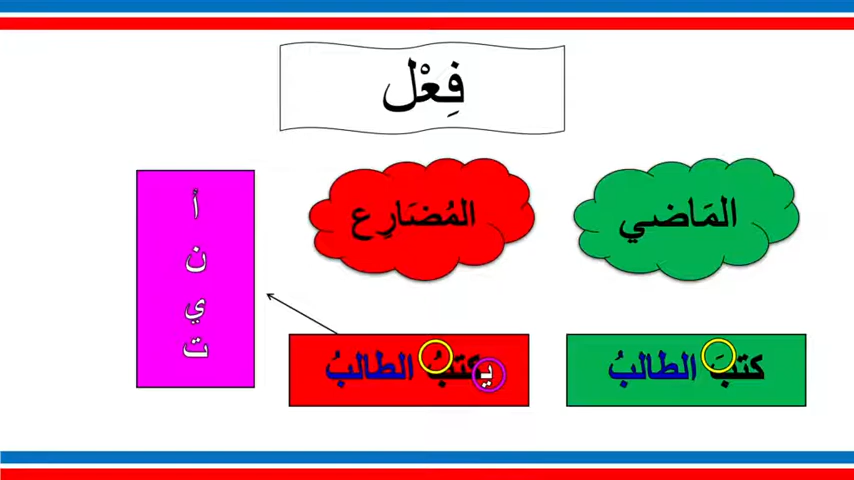 فِعْل
المَاضي
المُضَارِع
كتبَ الطالبُ
يكتبُ الطالبُ
أ
ن
ي
ت